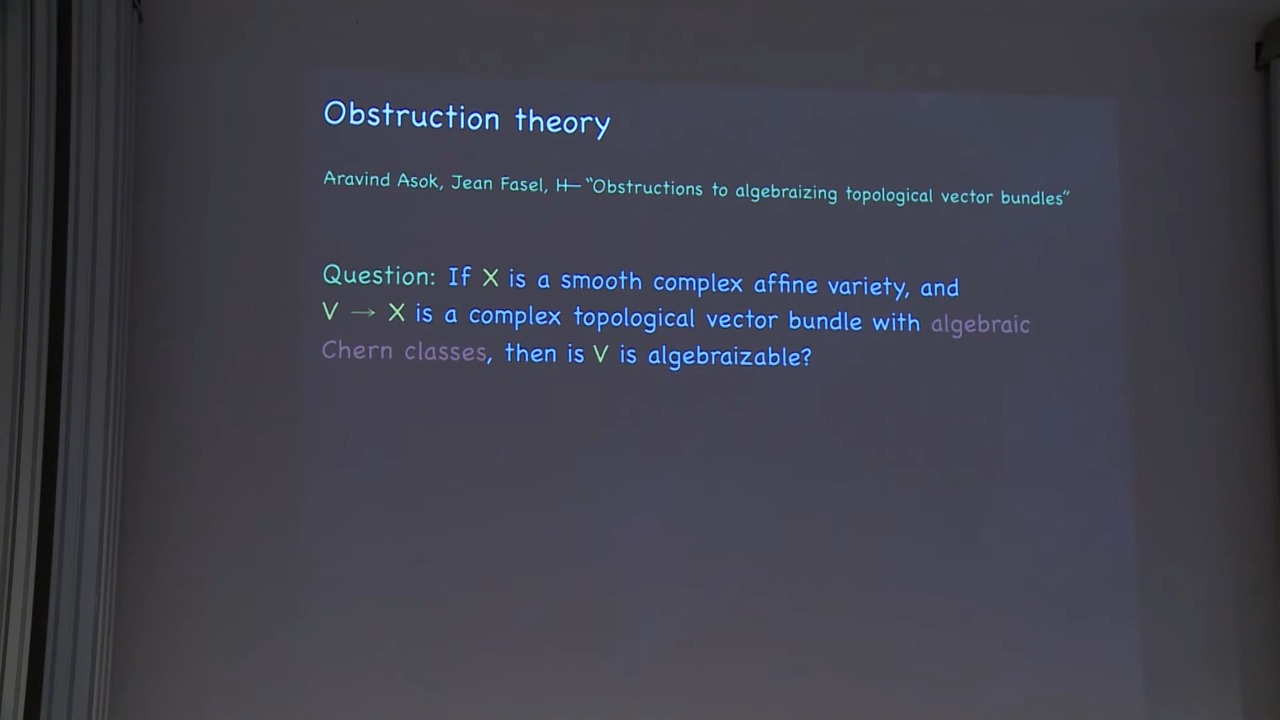 Obstruction theory
Aravind Asok, Jean Fasel, H— “Obstructions to algebraizing topological vector bundles”
Question: If X is a smooth complex affine variety, and
V → X is a complex topological vector bundle with algebraic
Chern classes, then is V is algebraizable?